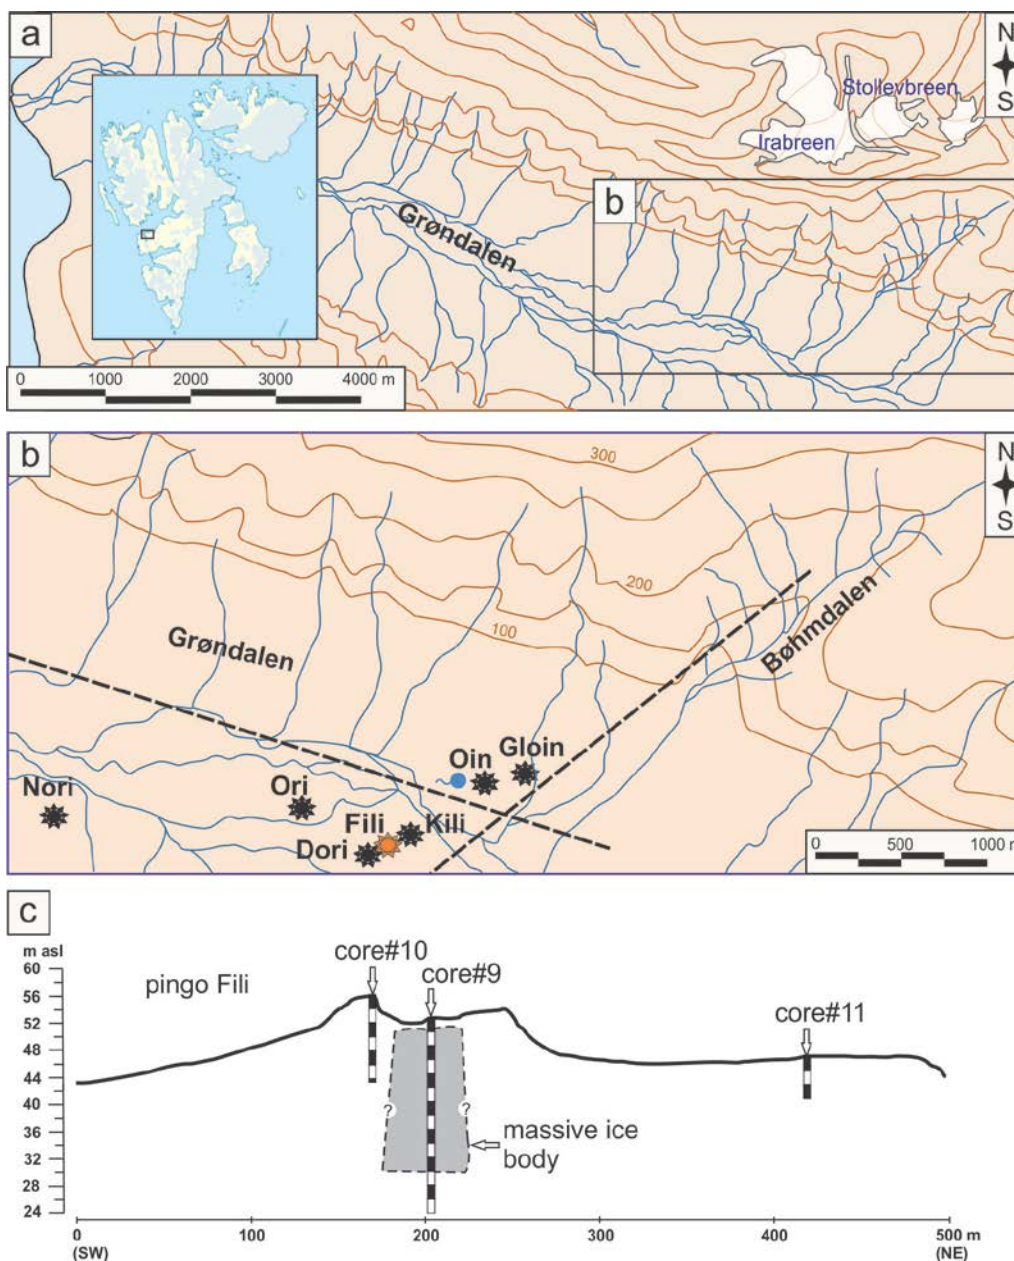 a
N
S
Stollevbreen
Irabreen
b
Grøndalen
0 1000 2000 3000 4000 m
b
N
S
300
200
100
Grøndalen
Bøhmdalen
Oin
Gloin
Nori
Ori
Fili
Kili
Dori
0 500 1000 m
c
m asl
60
56
52
48
44
40
36
32
28
24
pingo Fili
core#10
core#9
core#11
? ?
massive ice
body
0 100 200 300 400 500 m
(SW) (NE)